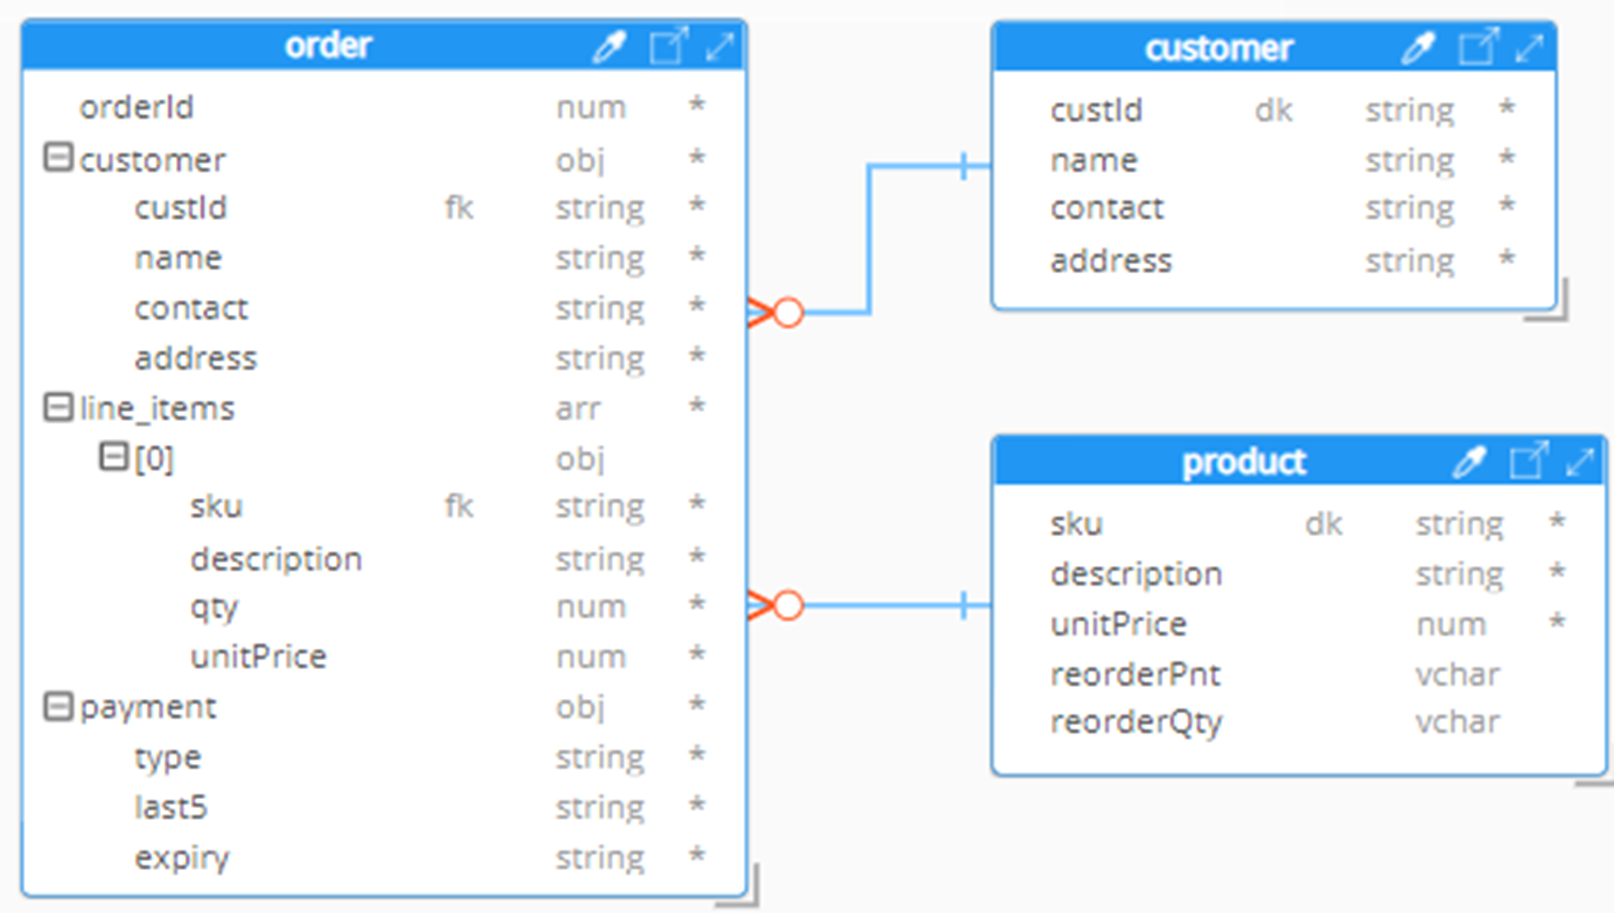 order
orderId num *
customer obj *
custId fk string *
name string *
contact string *
address string *
line_items arr *
[0] obj
sku fk string *
description string *
qty num *
unitPrice num *
payment obj *
type string *
last5 string *
expiry string *
customer
custId dk string *
name string *
contact string *
address string *
product
sku dk string *
description string *
unitPrice num *
reorderPnt vchar
reorderQty vchar